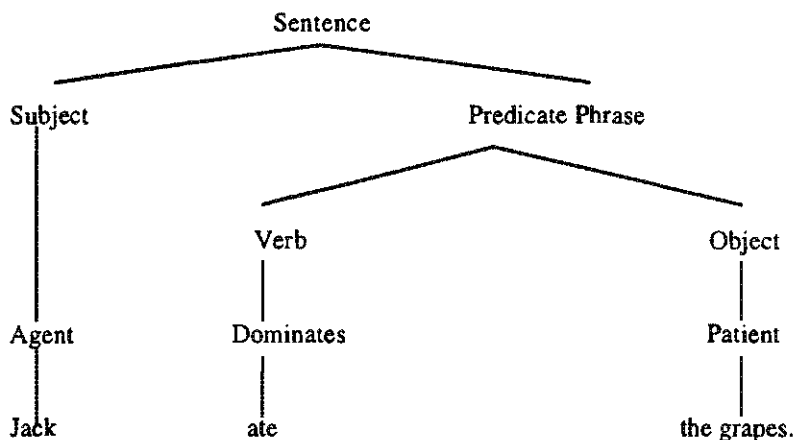 Sentence
Subject Predicate Phrase
Verb Object
Agent Dominates Patient
Jack ate the grapes.